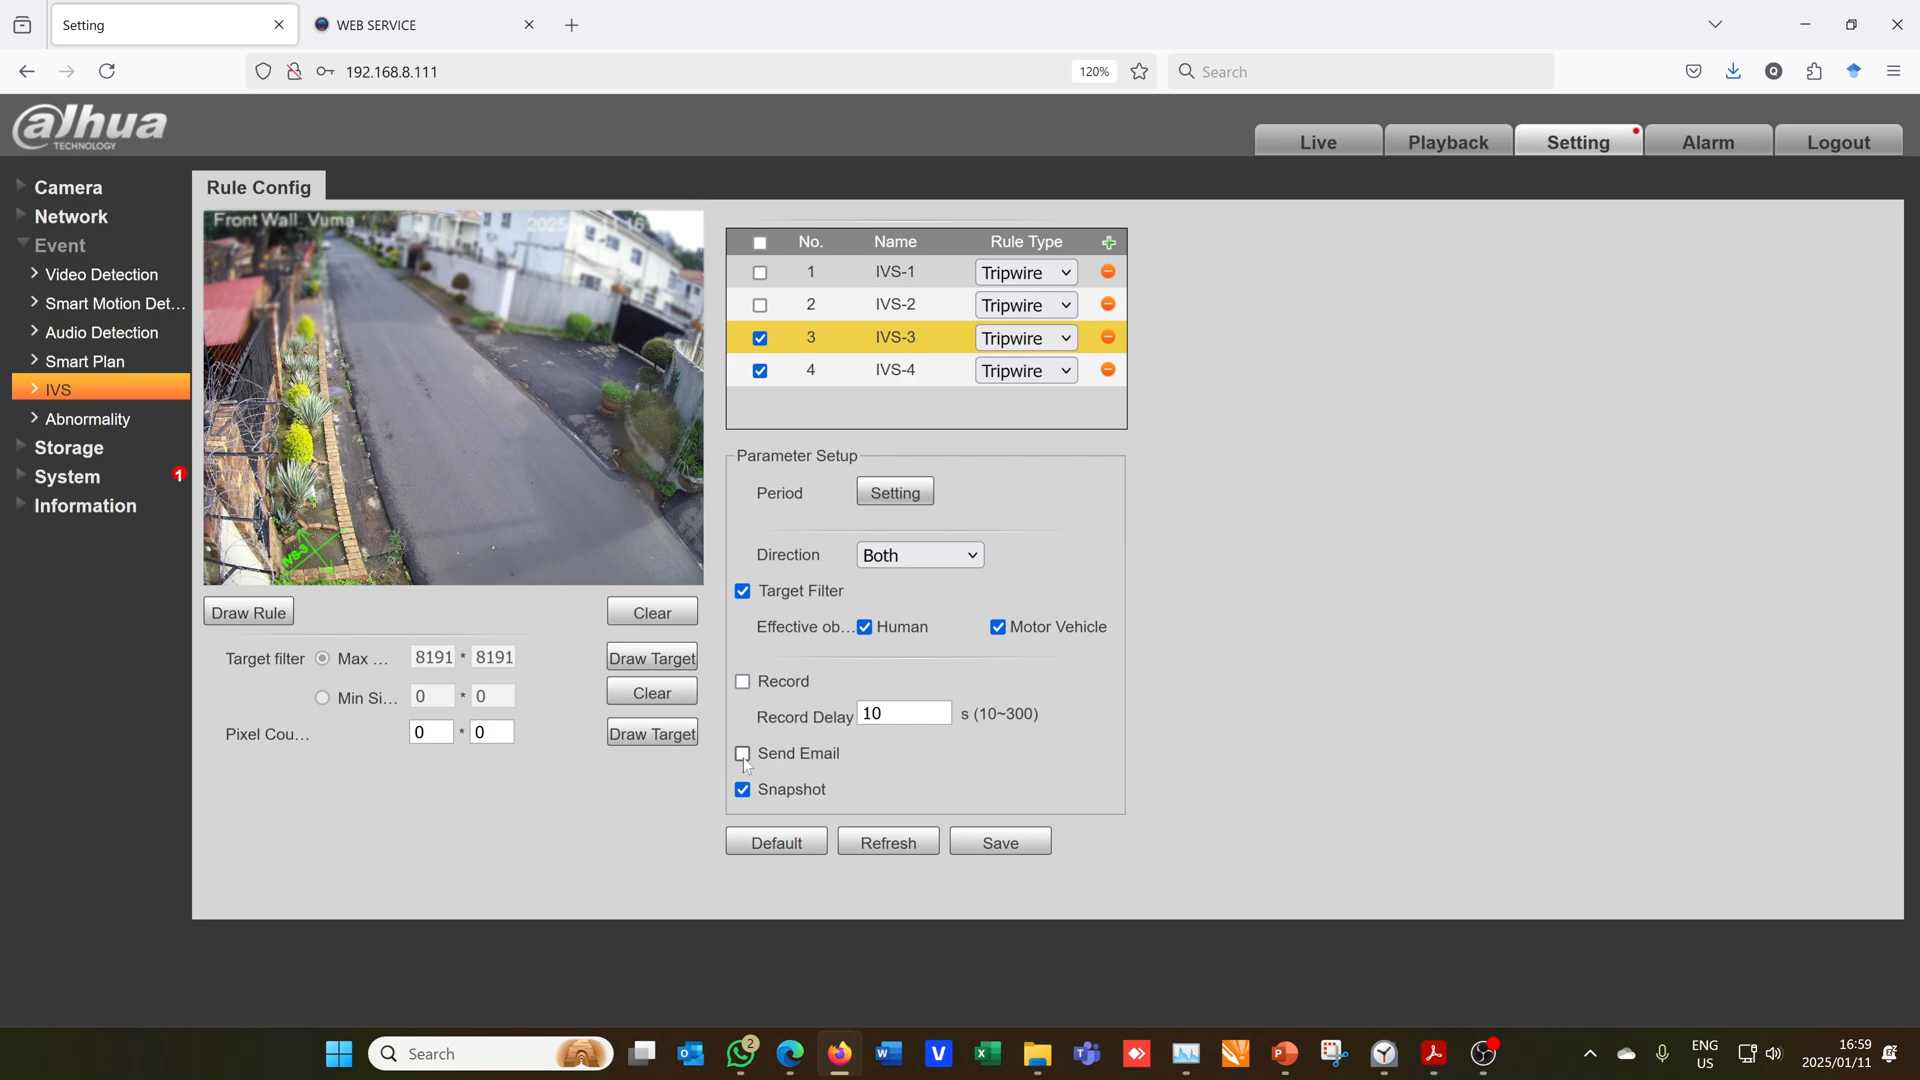 Setting
WEB SERVICE
192.168.8.111
120%
Search
alhua
TECHNOLOGY
Live
Playback
Setting
Alarm
Logout
Camera
Network
Event
Video Detection
Smart Motion Det...
Audio Detection
Smart Plan
IVS
Abnormality
Storage
System
1
Information
Rule Config
Front Wall Vuma
IVS-3
No. Name Rule Type
1 IVS-1 Tripwire
2 IVS-2 Tripwire
3 IVS-3 Tripwire
4 IVS-4 Tripwire
Parameter Setup
Period Setting
Direction Both
Target Filter
Effective ob... Human Motor Vehicle
Record
Record Delay 10 s (10~300)
Send Email
Snapshot
Default Refresh Save
Draw Rule Clear
Target filter Max ... 8191 * 8191 Draw Target
Min Si... 0 * 0 Clear
Pixel Cou... 0 * 0 Draw Target
Search
2
ENG
US
16:59
2025/01/11